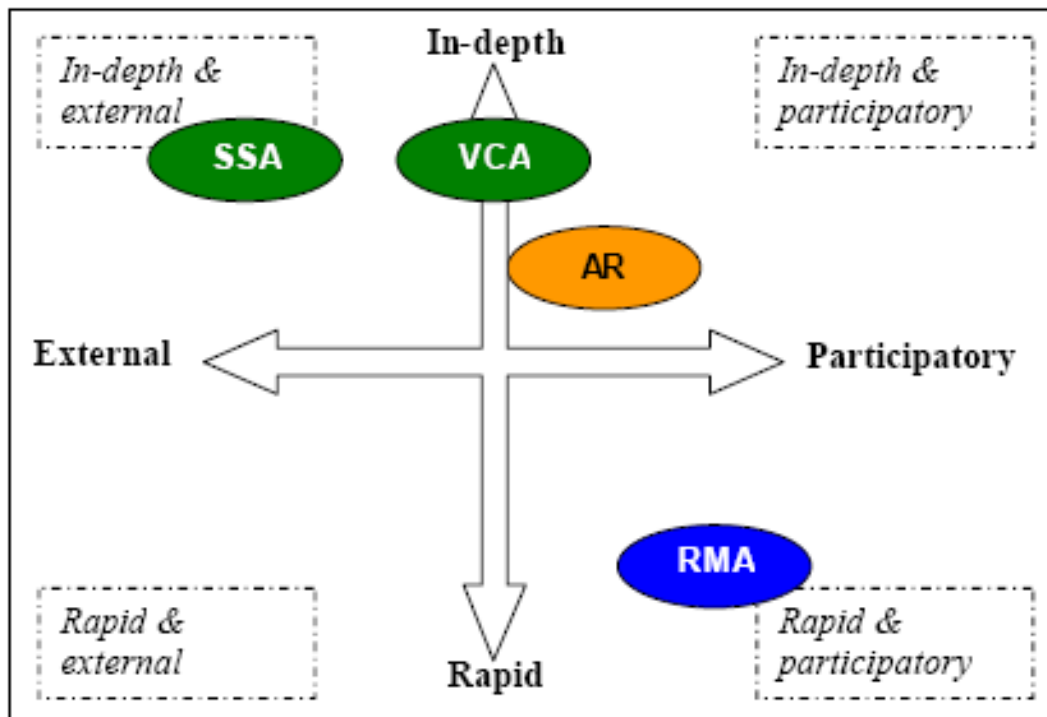 In-depth
In-depth &
external
In-depth &
participatory
SSA
VCA
AR
External
Participatory
RMA
Rapid &
external
Rapid
Rapid &
participatory